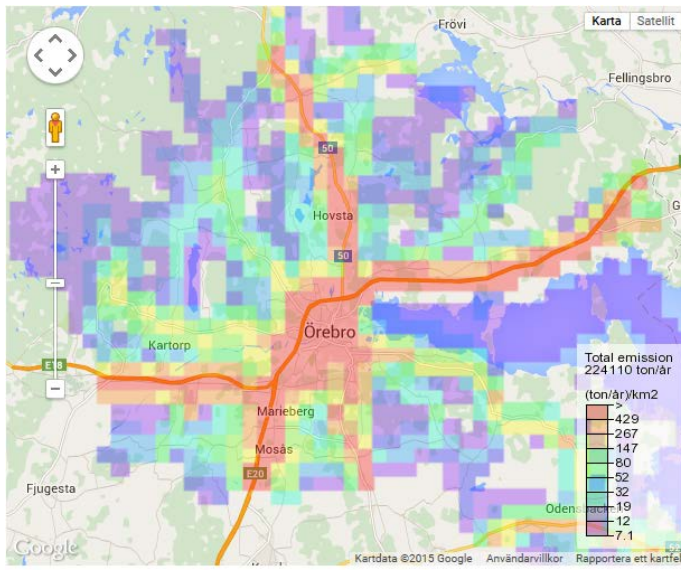 Frövi
Karta
Satellit
Fellingsbro
50
Hovsta
50
Örebro
Kartorp
E18
Marieberg
Mosås
E20
Fjugesta
Total emission
224110 ton/år
(ton/år)/km2
>
429
267
147
80
52
32
19
12
7.1
Google
Kartdata ©2015 Google
Användarvillkor
Rapportera ett kartfel